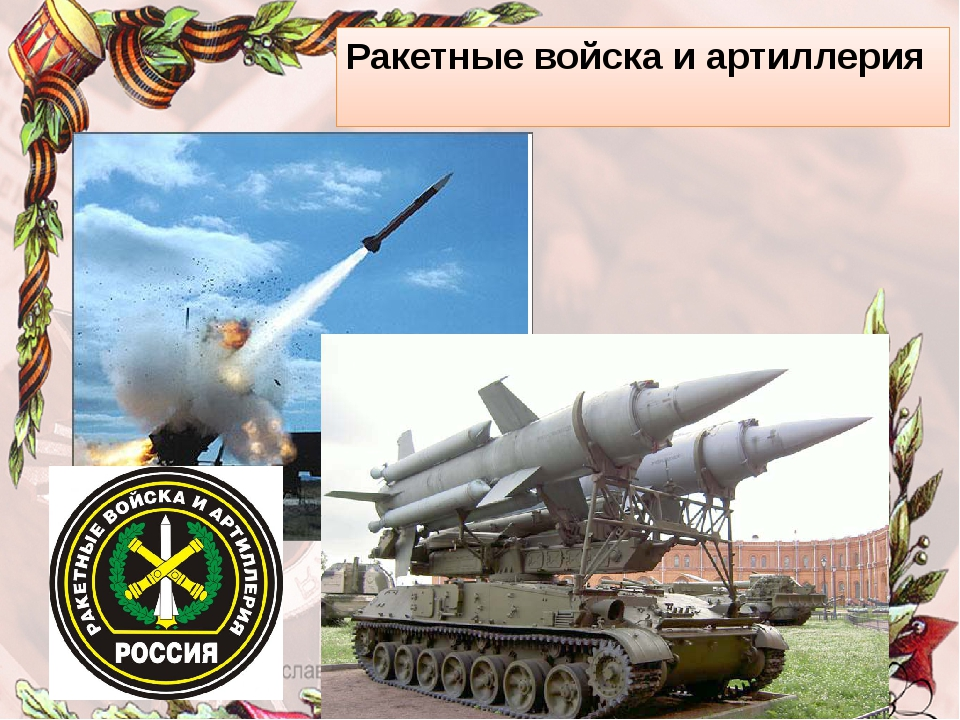 Ракетные войска и артиллерия
РАКЕТНЫЕ ВОЙСКА И АРТИЛЛЕРИЯ
РОССИЯ